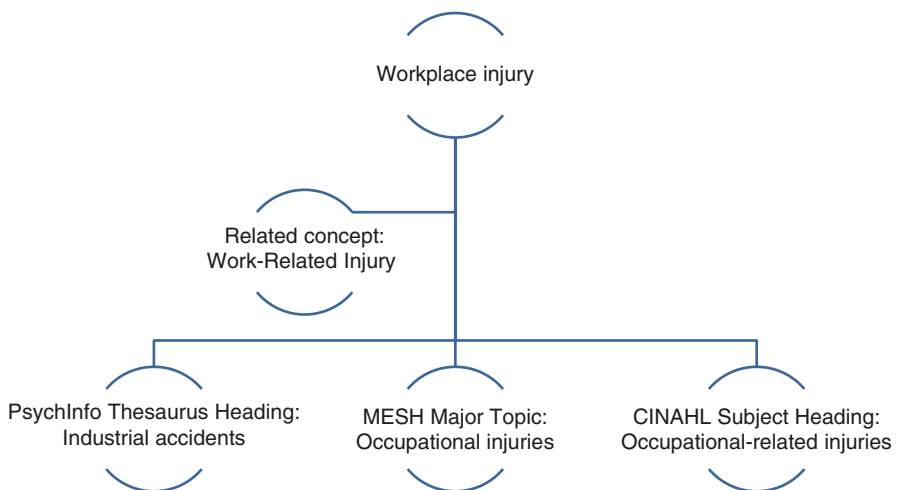 Workplace injury
Related concept:
Work-Related Injury
PsychInfo Thesaurus Heading:
Industrial accidents
MESH Major Topic:
Occupational injuries
CINAHL Subject Heading:
Occupational-related injuries